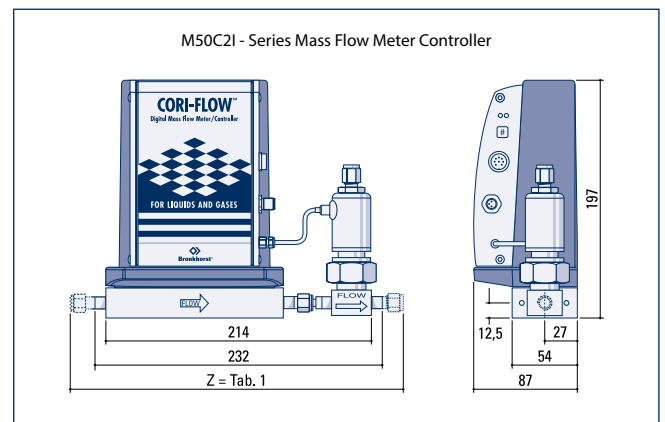 M50C2I - Series Mass Flow Meter Controller
CORI-FLOW™
Digital Mass Flow Meter/Controller
FOR LIQUIDS AND GASES
Bronkhorst®
FLOW
FLOW
214
232
Z = Tab. 1
#
197
12,5
27
54
87